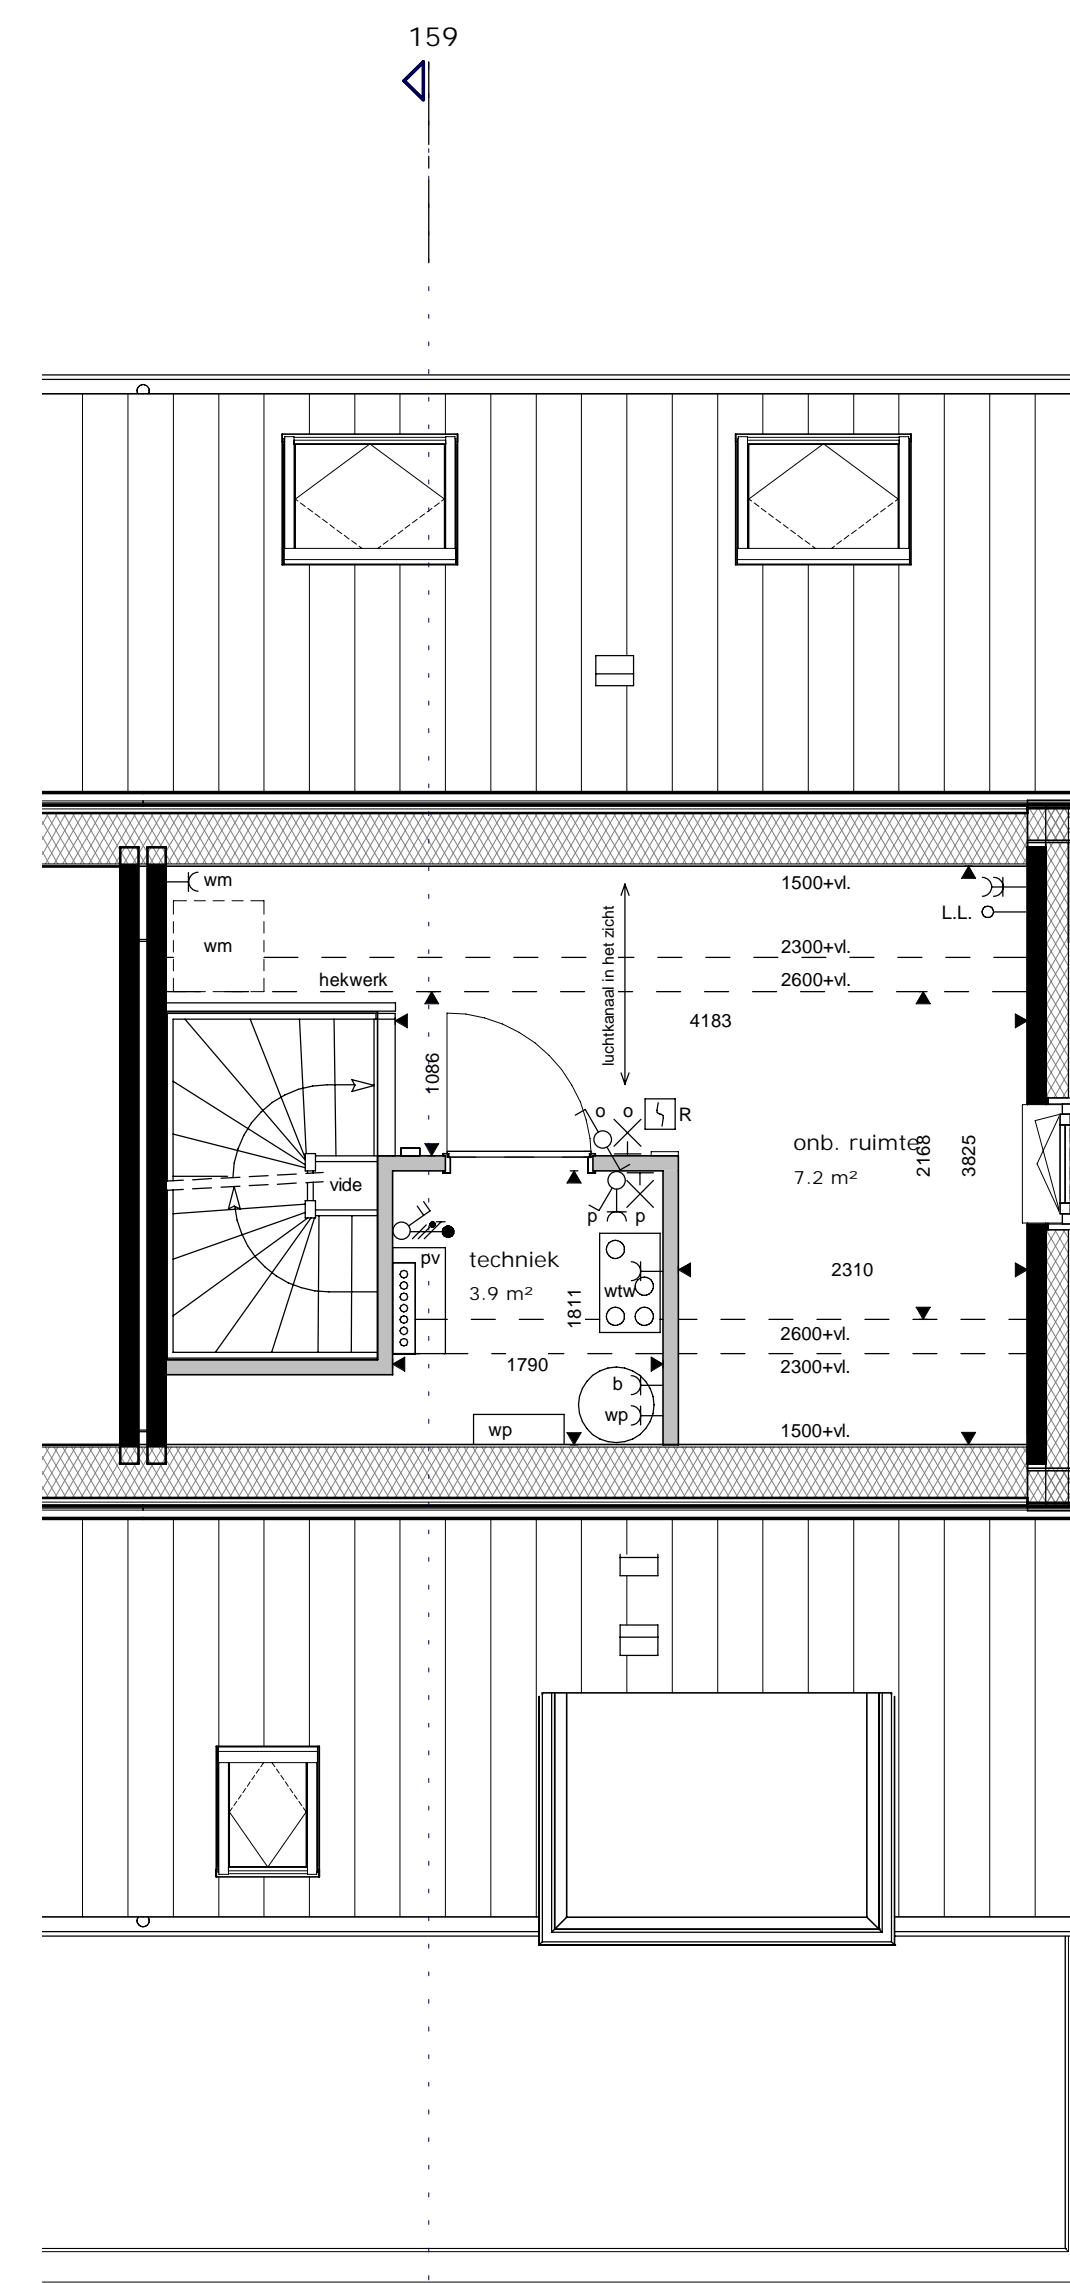 159
wm
1500+vl.
L.L.
wm
2300+vl.
hekwerk
2600+vl.
luchtkanaal in het zicht
4183
1086
o o
R
onb. ruimte
7.2 m²
2168
3825
vide
p p
pv
techniek
3.9 m²
wtw
2310
1811
2600+vl.
1790
2300+vl.
b
wp
wp
1500+vl.